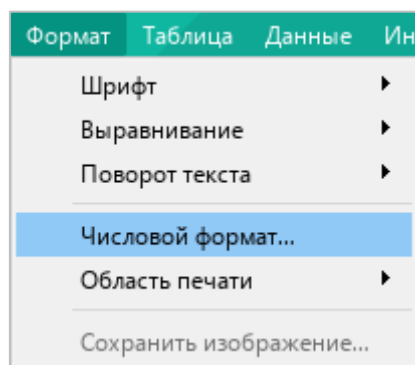 Формат Таблица Данные Ин
Шрифт
Выравнивание
Поворот текста
Числовой формат...
Область печати
Сохранить изображение...